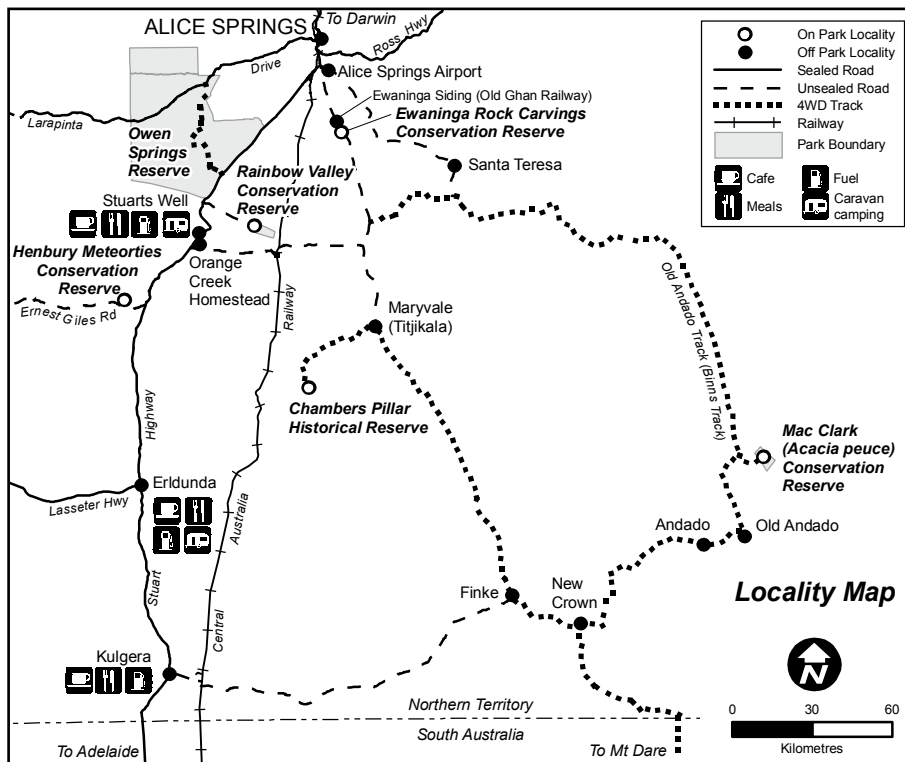 ALICE SPRINGS
To Darwin
Ross Hwy
Drive
Larapinta
Alice Springs Airport
Ewaninga Siding (Old Ghan Railway)
Ewaninga Rock Carvings
Conservation Reserve
Owen
Springs
Reserve
Santa Teresa
Rainbow Valley
Conservation
Reserve
Stuarts Well
Henbury Meteorties
Conservation
Reserve
Orange
Creek
Homestead
Ernest Giles Rd
Railway
Maryvale
(Titjikala)
Old Andado Track (Binns Track)
Chambers Pillar
Historical Reserve
Highway
Mac Clark
(Acacia peuce)
Conservation
Reserve
Erldunda
Lasseter Hwy
Australia
Andado
Old Andado
Stuart
Central
Finke
New
Crown
Kulgera
Northern Territory
South Australia
To Adelaide
To Mt Dare
On Park Locality
Off Park Locality
Sealed Road
Unsealed Road
4WD Track
Railway
Park Boundary
Cafe
Fuel
Meals
Caravan
camping
Locality Map
N
0 30 60
Kilometres